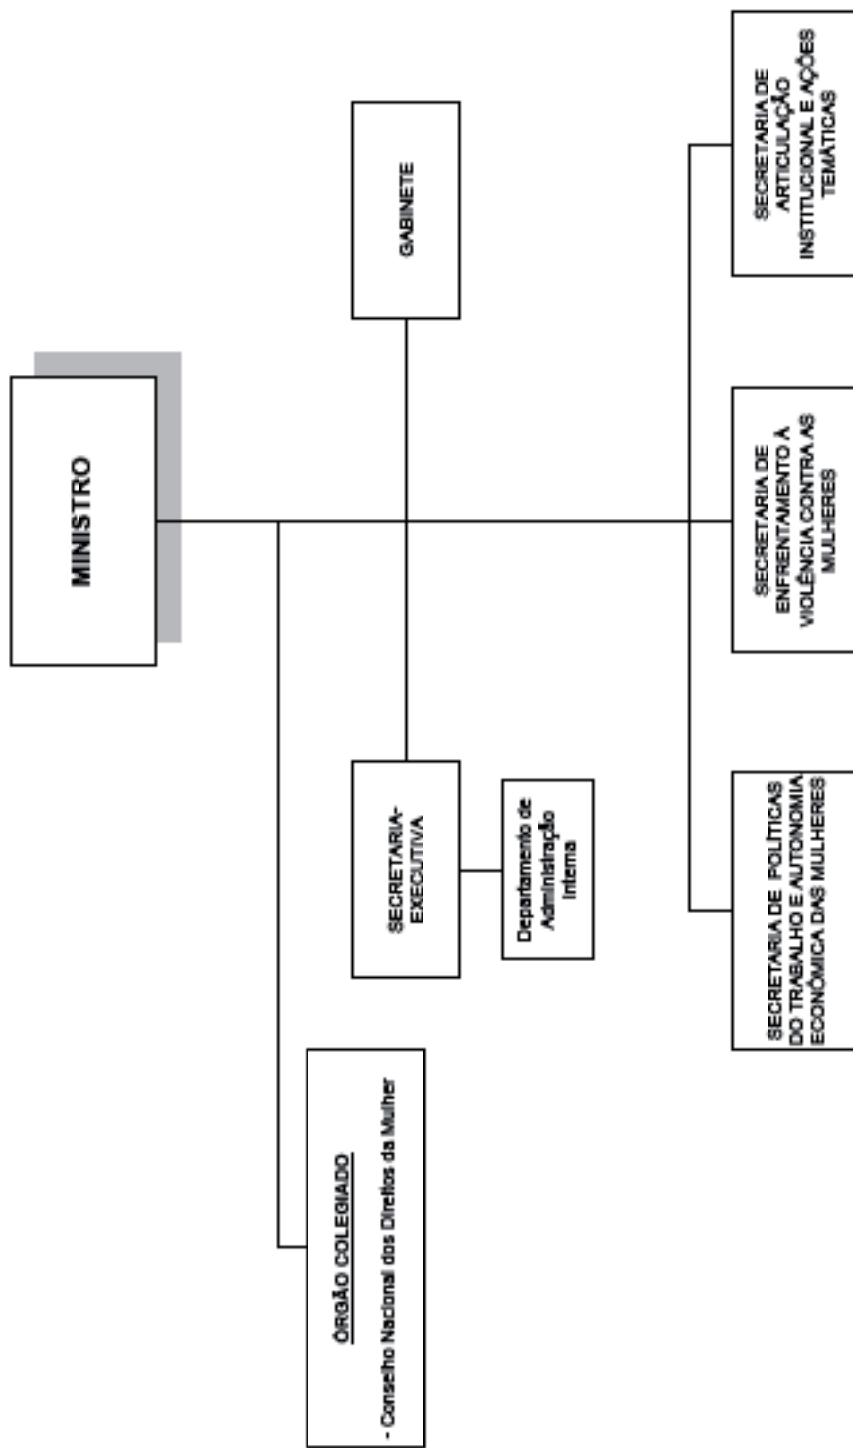 MINISTRO
ÓRGÃO COLEGIADO
- Conselho Nacional dos Direitos da Mulher
SECRETARIA-
EXECUTIVA
GABINETE
Departamento de
Administração
Interna
SECRETARIA DE POLÍTICAS
DO TRABALHO E AUTONOMIA
ECONÔMICA DAS MULHERES
SECRETARIA DE
ENFRENTAMENTO À
VIOLÊNCIA CONTRA AS
MULHERES
SECRETARIA DE
ARTICULAÇÃO
INSTITUCIONAL E AÇÕES
TEMÁTICAS